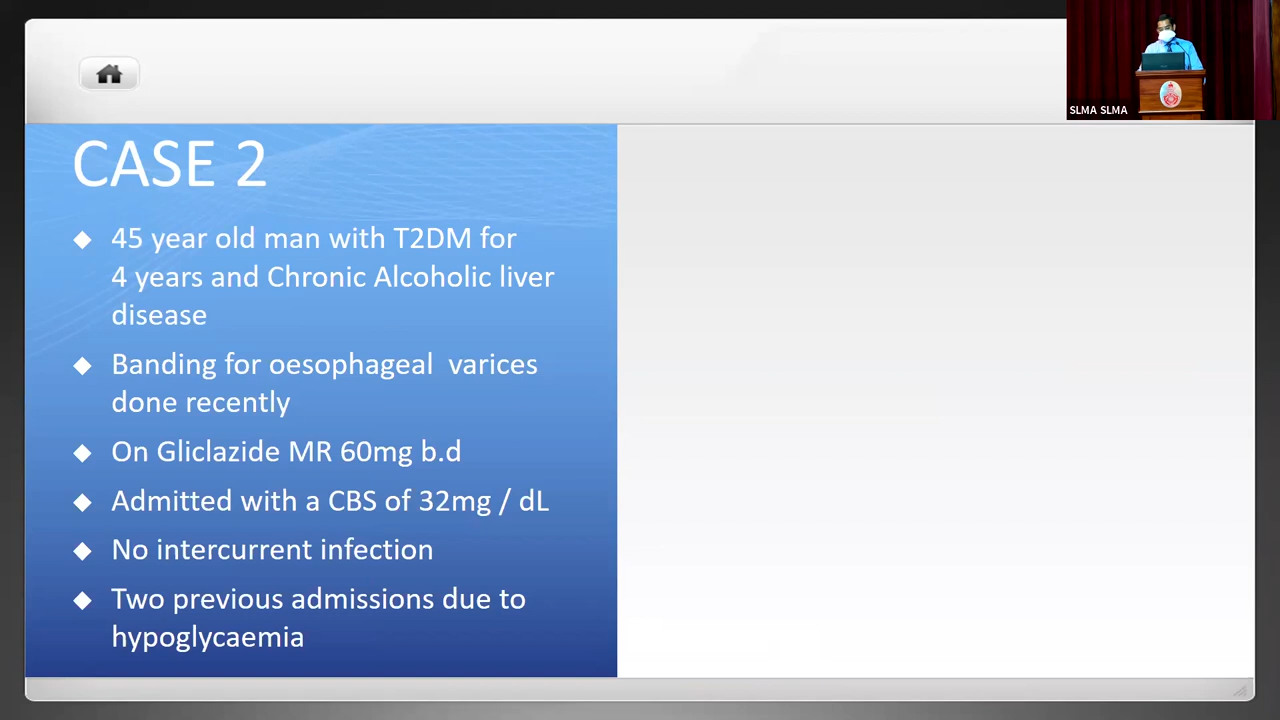 SLMA SLMA
CASE 2
45 year old man with T2DM for
4 years and Chronic Alcoholic liver
disease
Banding for oesophageal varices
done recently
On Gliclazide MR 60mg b.d
Admitted with a CBS of 32mg / dL
No intercurrent infection
Two previous admissions due to
hypoglycaemia